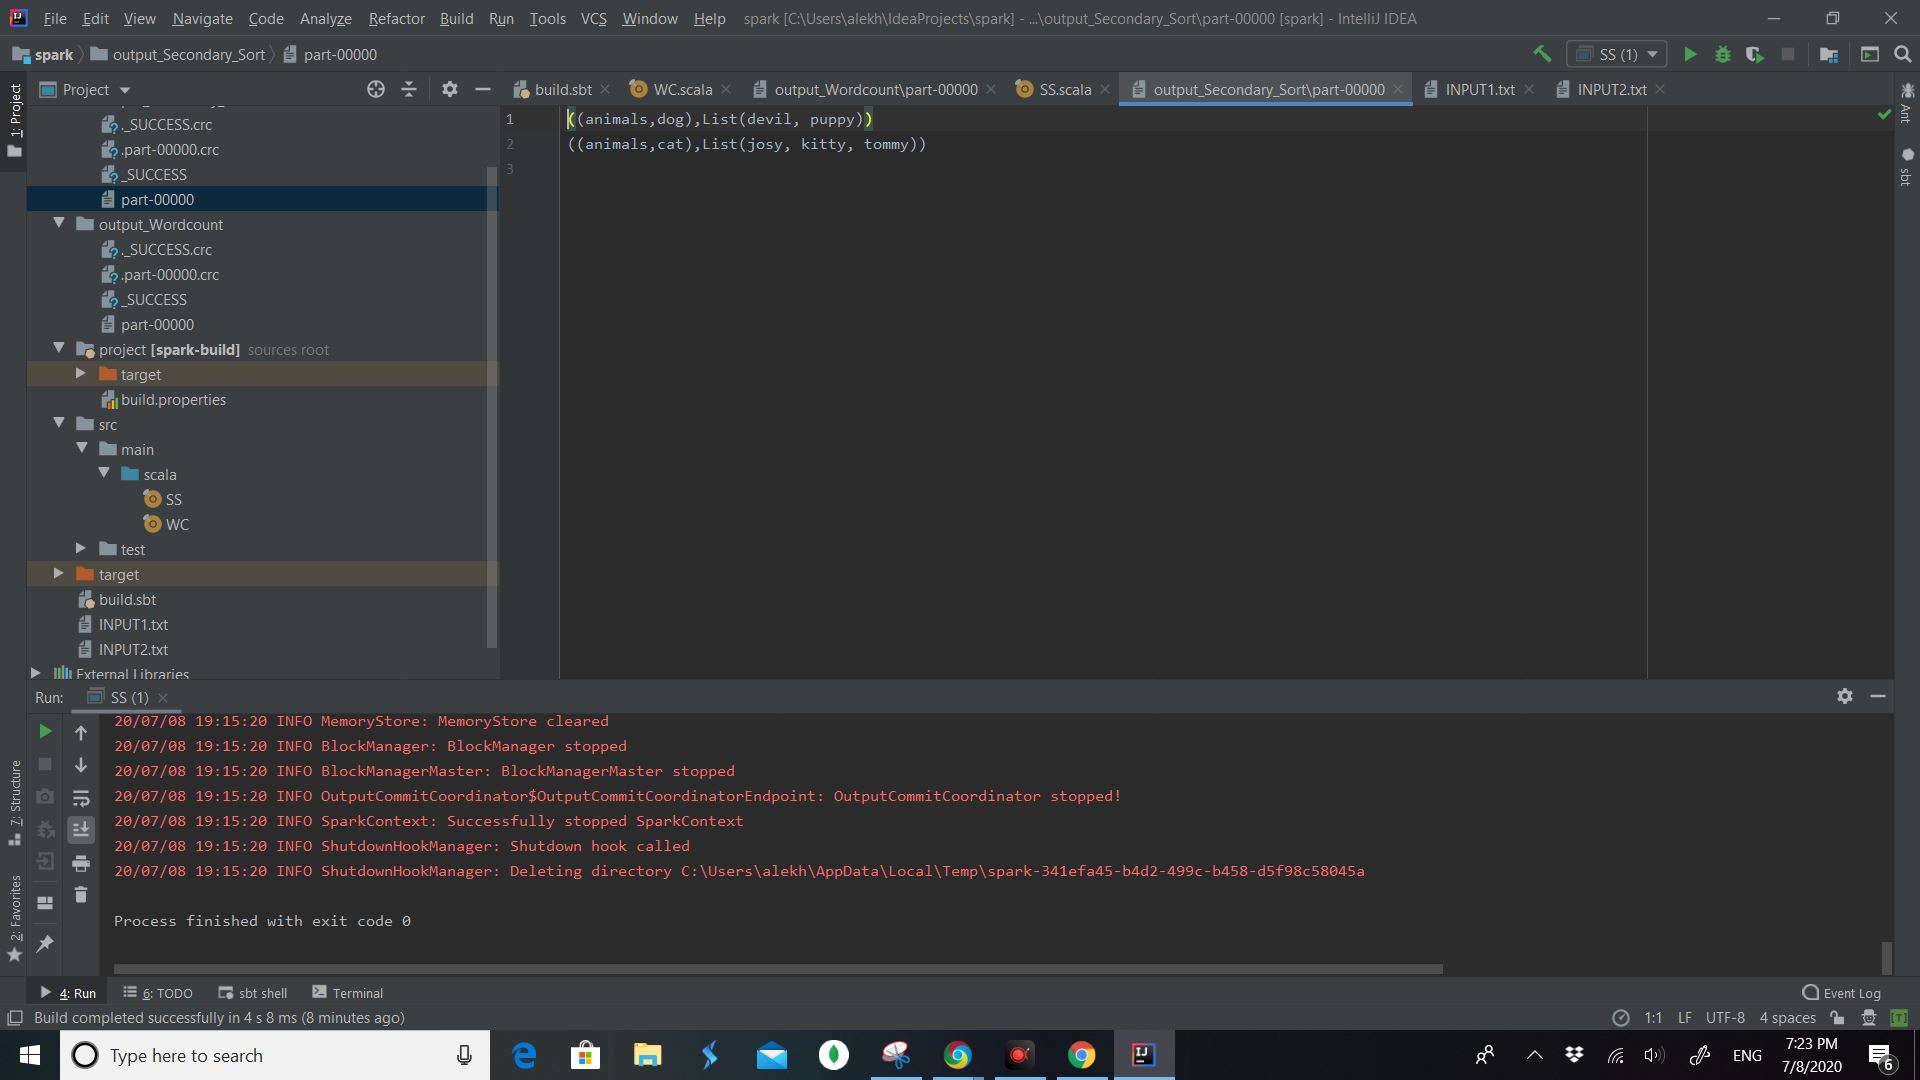 File Edit View Navigate Code Analyze Refactor Build Run Tools VCS Window Help spark [C:\Users\alekh\IdeaProjects\spark] - ...\output_Secondary_Sort\part-00000 [spark] - IntelliJ IDEA
spark output_Secondary_Sort part-00000 SS (1)
Project
build.sbt WC.scala output_Wordcount\part-00000 SS.scala output_Secondary_Sort\part-00000 INPUT1.txt INPUT2.txt
1: Project
Ant
sbt
._SUCCESS.crc
.part-00000.crc
_SUCCESS
part-00000
output_Wordcount
._SUCCESS.crc
.part-00000.crc
_SUCCESS
part-00000
project [spark-build] sources root
target
build.properties
src
main
scala
SS
WC
test
target
build.sbt
INPUT1.txt
INPUT2.txt
External Libraries
1 ((animals,dog),List(devil, puppy))
2 ((animals,cat),List(josy, kitty, tommy))
3
Run: SS (1)
7: Structure
2: Favorites
20/07/08 19:15:20 INFO MemoryStore: MemoryStore cleared
20/07/08 19:15:20 INFO BlockManager: BlockManager stopped
20/07/08 19:15:20 INFO BlockManagerMaster: BlockManagerMaster stopped
20/07/08 19:15:20 INFO OutputCommitCoordinator$OutputCommitCoordinatorEndpoint: OutputCommitCoordinator stopped!
20/07/08 19:15:20 INFO SparkContext: Successfully stopped SparkContext
20/07/08 19:15:20 INFO ShutdownHookManager: Shutdown hook called
20/07/08 19:15:20 INFO ShutdownHookManager: Deleting directory C:\Users\alekh\AppData\Local\Temp\spark-341efa45-b4d2-499c-b458-d5f98c58045a
Process finished with exit code 0
4: Run 6: TODO sbt shell Terminal Event Log
Build completed successfully in 4 s 8 ms (8 minutes ago) 1:1 LF UTF-8 4 spaces [T]
Type here to search
ENG
7:23 PM
7/8/2020
6